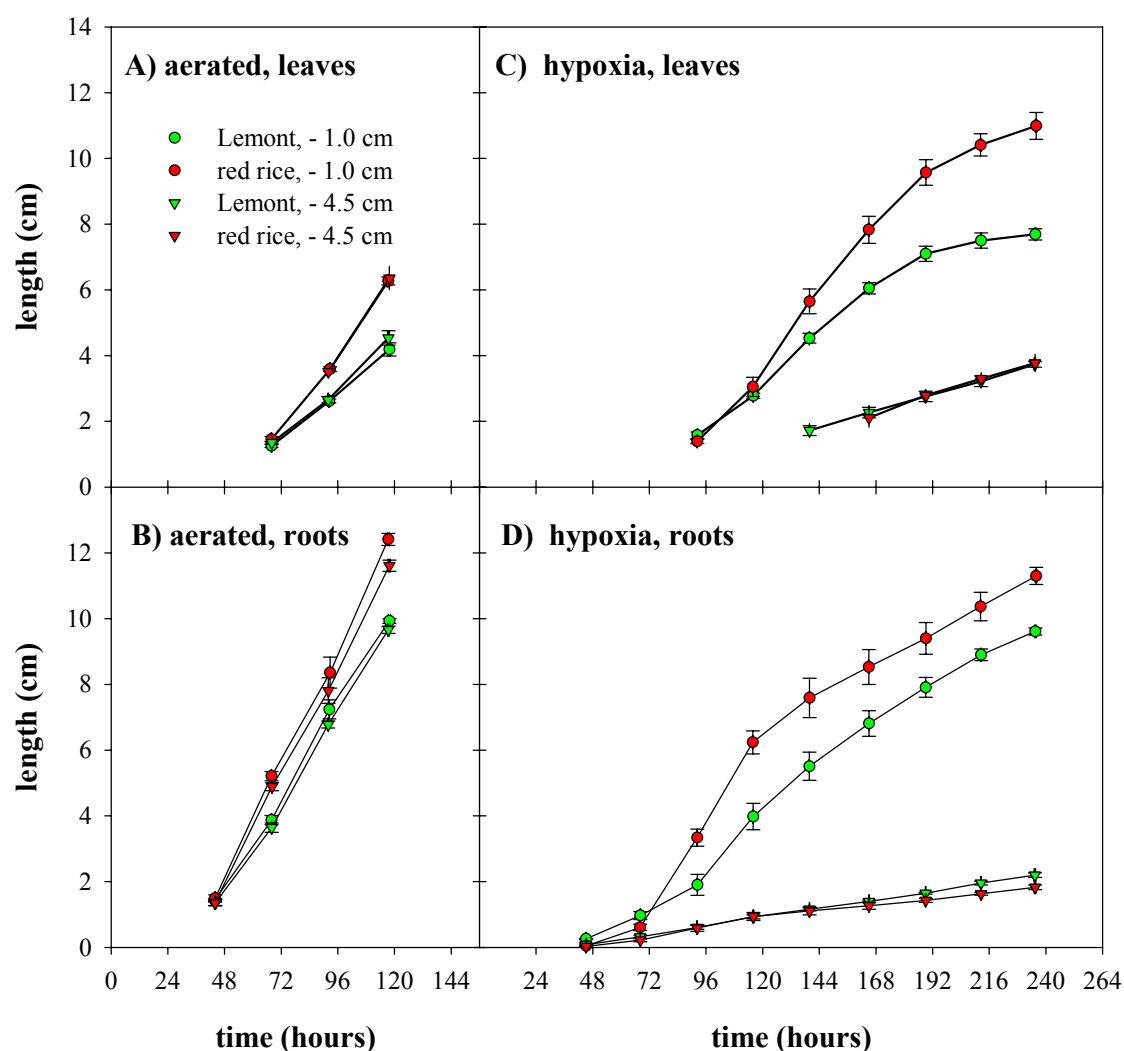 14
12
10
8
6
4
2
0
length (cm)
A) aerated, leaves
Lemont, - 1.0 cm
red rice, - 1.0 cm
Lemont, - 4.5 cm
red rice, - 4.5 cm
C) hypoxia, leaves
12
10
8
6
4
2
0
length (cm)
B) aerated, roots
D) hypoxia, roots
0 24 48 72 96 120 144
24 48 72 96 120 144 168 192 216 240 264
time (hours)
time (hours)